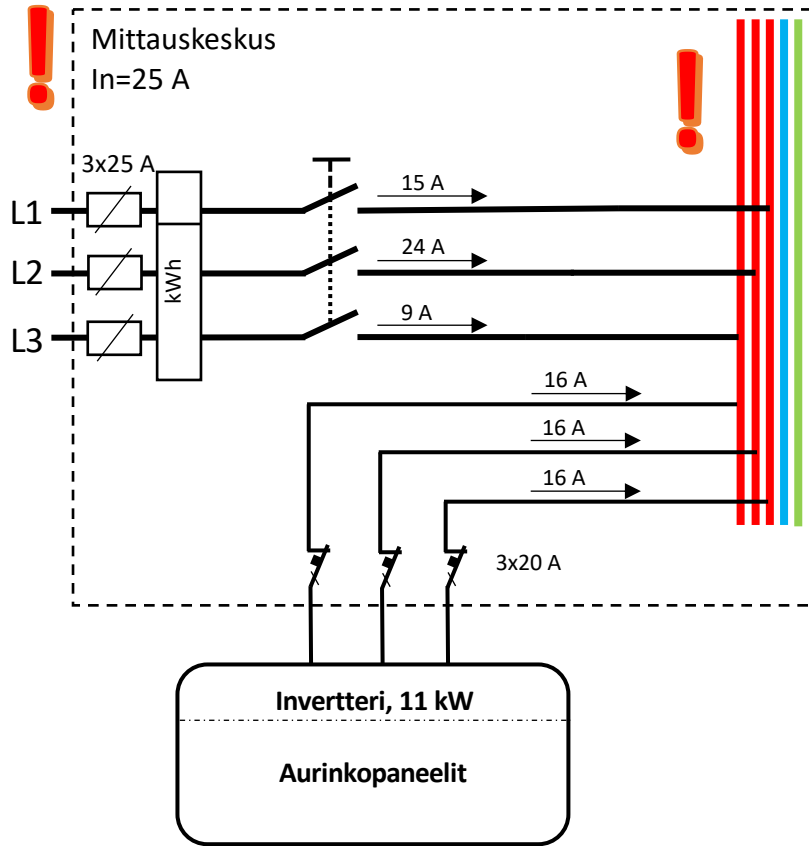 Mittauskeskus
In=25 A
3x25 A
L1
15 A
L2
kWh
24 A
L3
9 A
16 A
16 A
16 A
3x20 A
Invertteri, 11 kW
Aurinkopaneelit